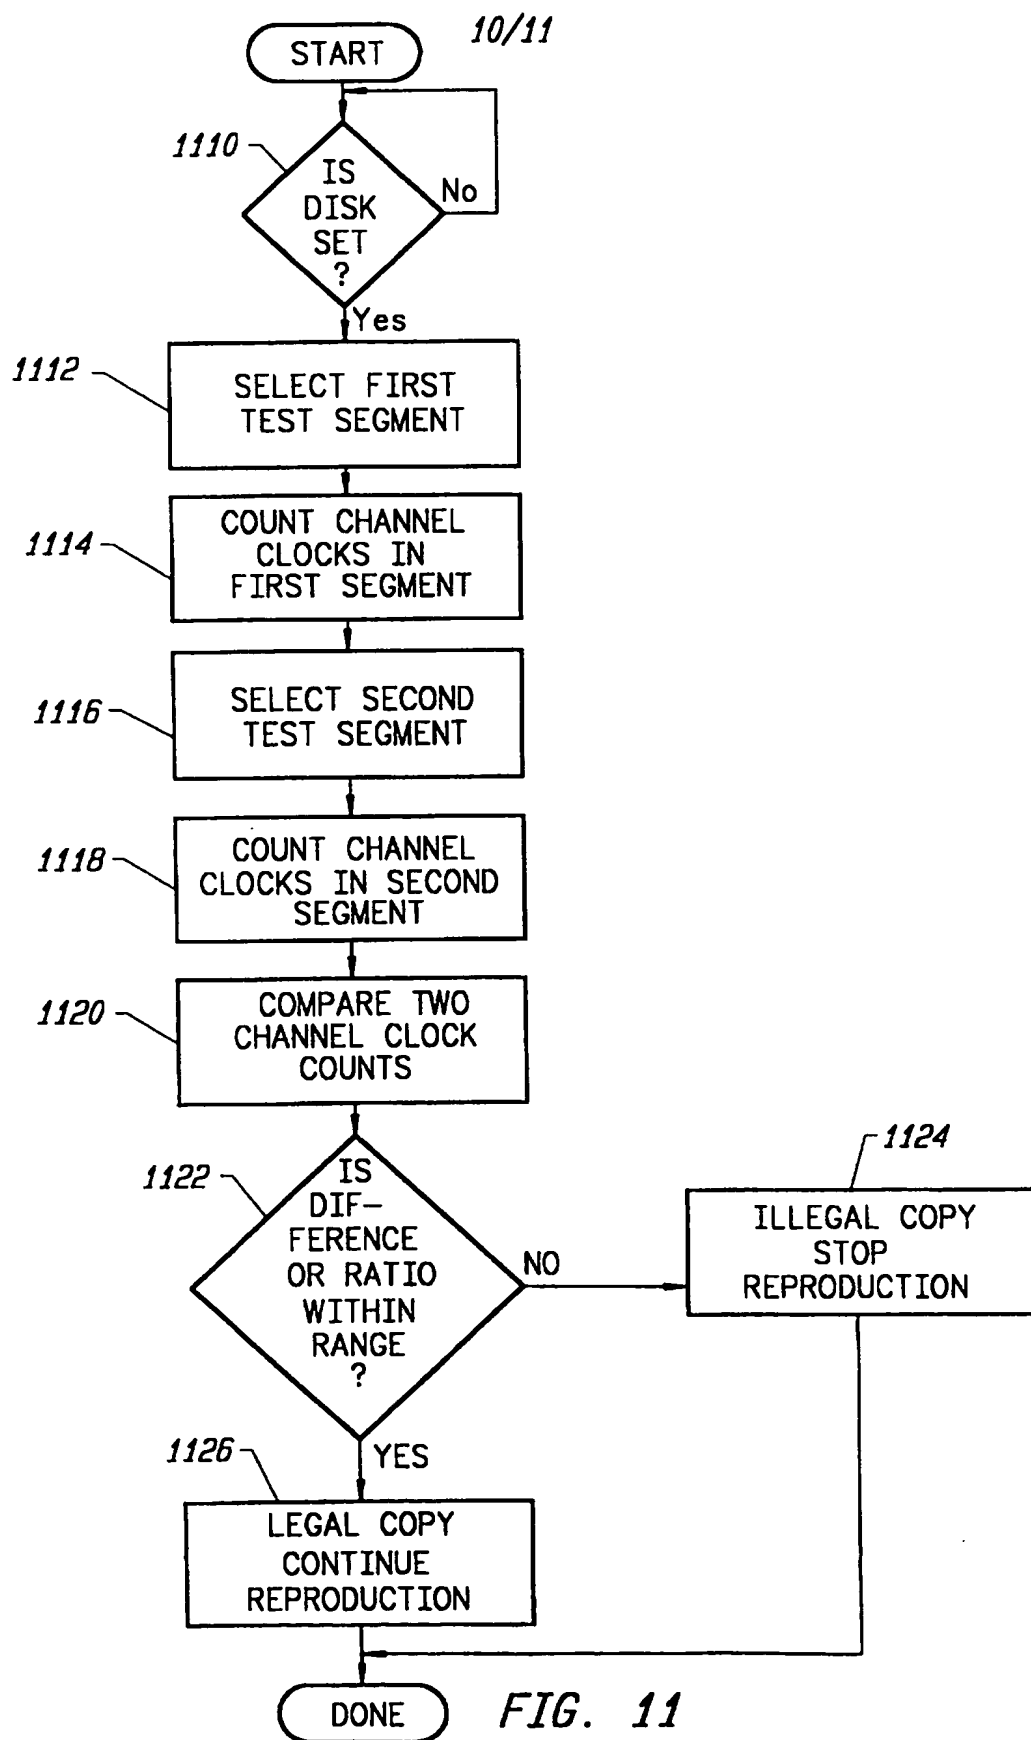 10/11
START
1110
IS
DISK
SET
?
No
Yes
1112
SELECT FIRST
TEST SEGMENT
1114
COUNT CHANNEL
CLOCKS IN
FIRST SEGMENT
1116
SELECT SECOND
TEST SEGMENT
1118
COUNT CHANNEL
CLOCKS IN SECOND
SEGMENT
1120
COMPARE TWO
CHANNEL CLOCK
COUNTS
1122
IS
DIF-
FERENCE
OR RATIO
WITHIN
RANGE
?
NO
1124
ILLEGAL COPY
STOP
REPRODUCTION
YES
1126
LEGAL COPY
CONTINUE
REPRODUCTION
DONE
FIG. 11